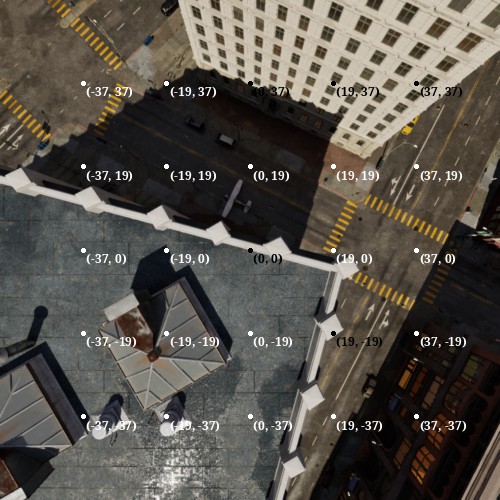 (-37, 37) (-19, 37) (0, 37) (19, 37) (37, 37)
(-37, 19) (-19, 19) (0, 19) (19, 19) (37, 19)
(-37, 0) (-19, 0) (0, 0) (19, 0) (37, 0)
(-37, -19) (-19, -19) (0, -19) (19, -19) (37, -19)
(-37, -37) (-19, -37) (0, -37) (19, -37) (37, -37)